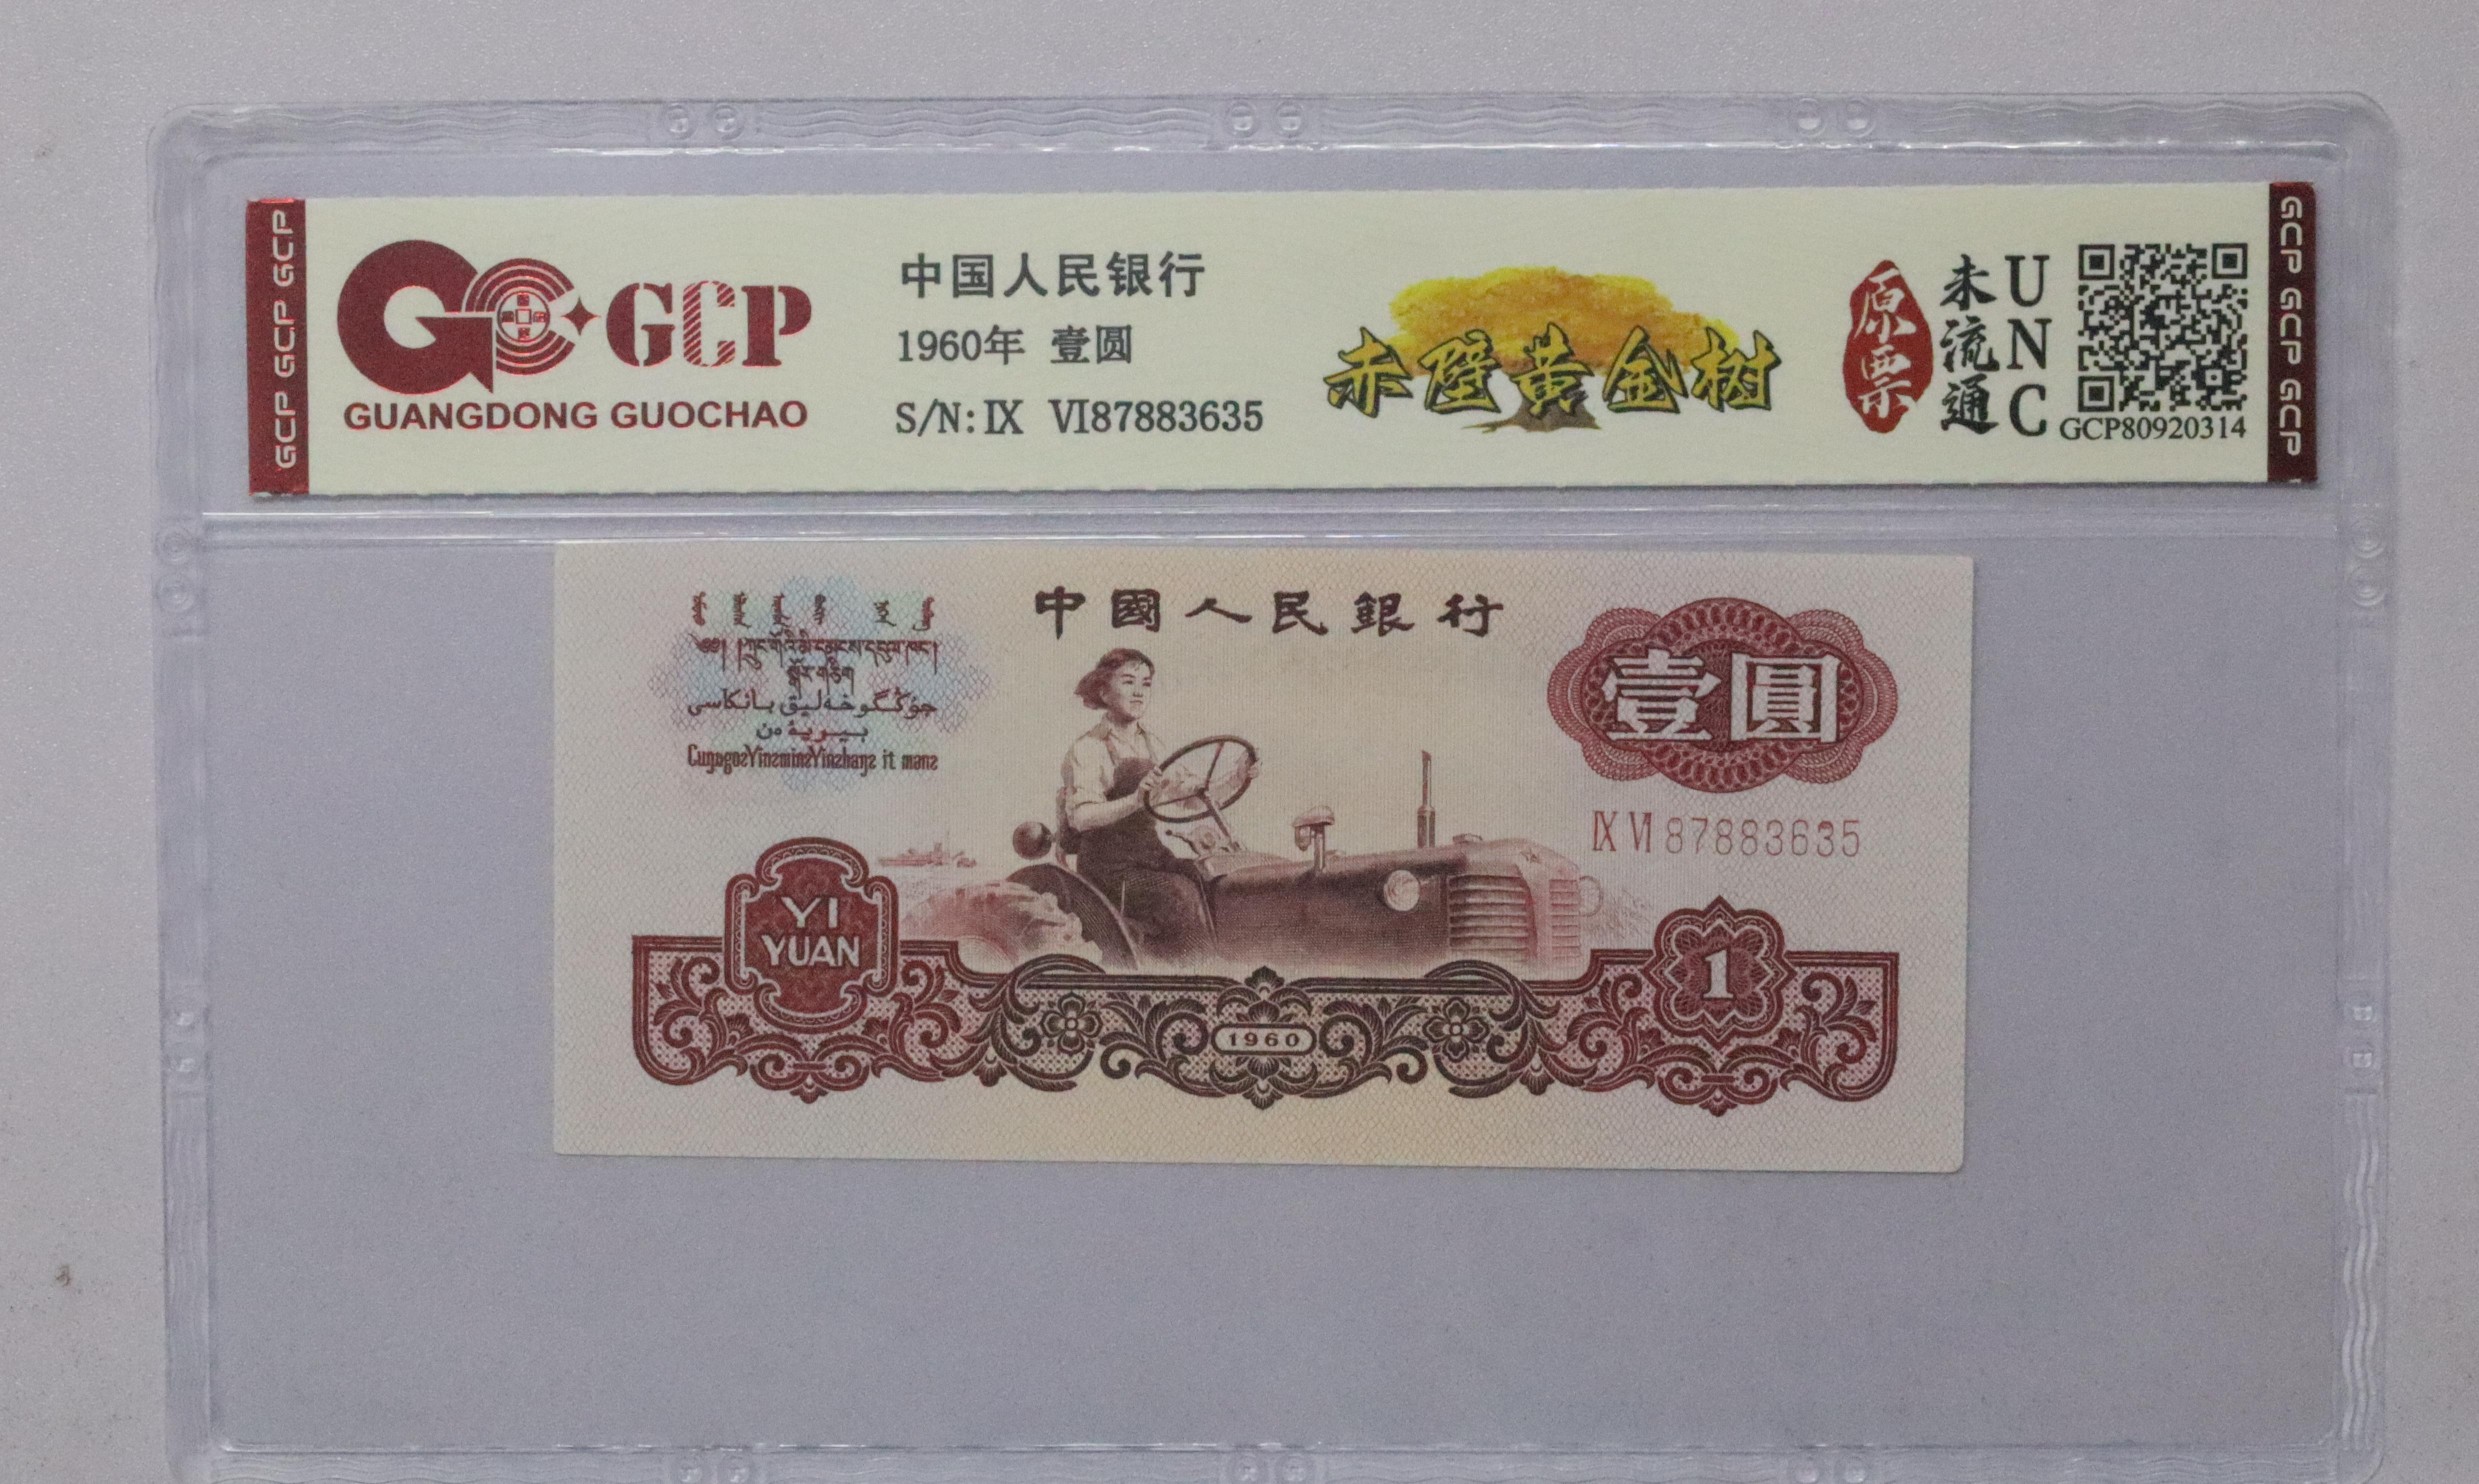 GCP GCP GCP
GCP
GUANGDONG GUOCHAO
中国人民银行
1960年 壹圆
S/N: IX VI87883635
赤壁黄金树
原票
未流通
UNC
GCP80920314
GCP GCP GCP
中國人民銀行
壹圓
IX VI 87883635
YI
YUAN
1
1960